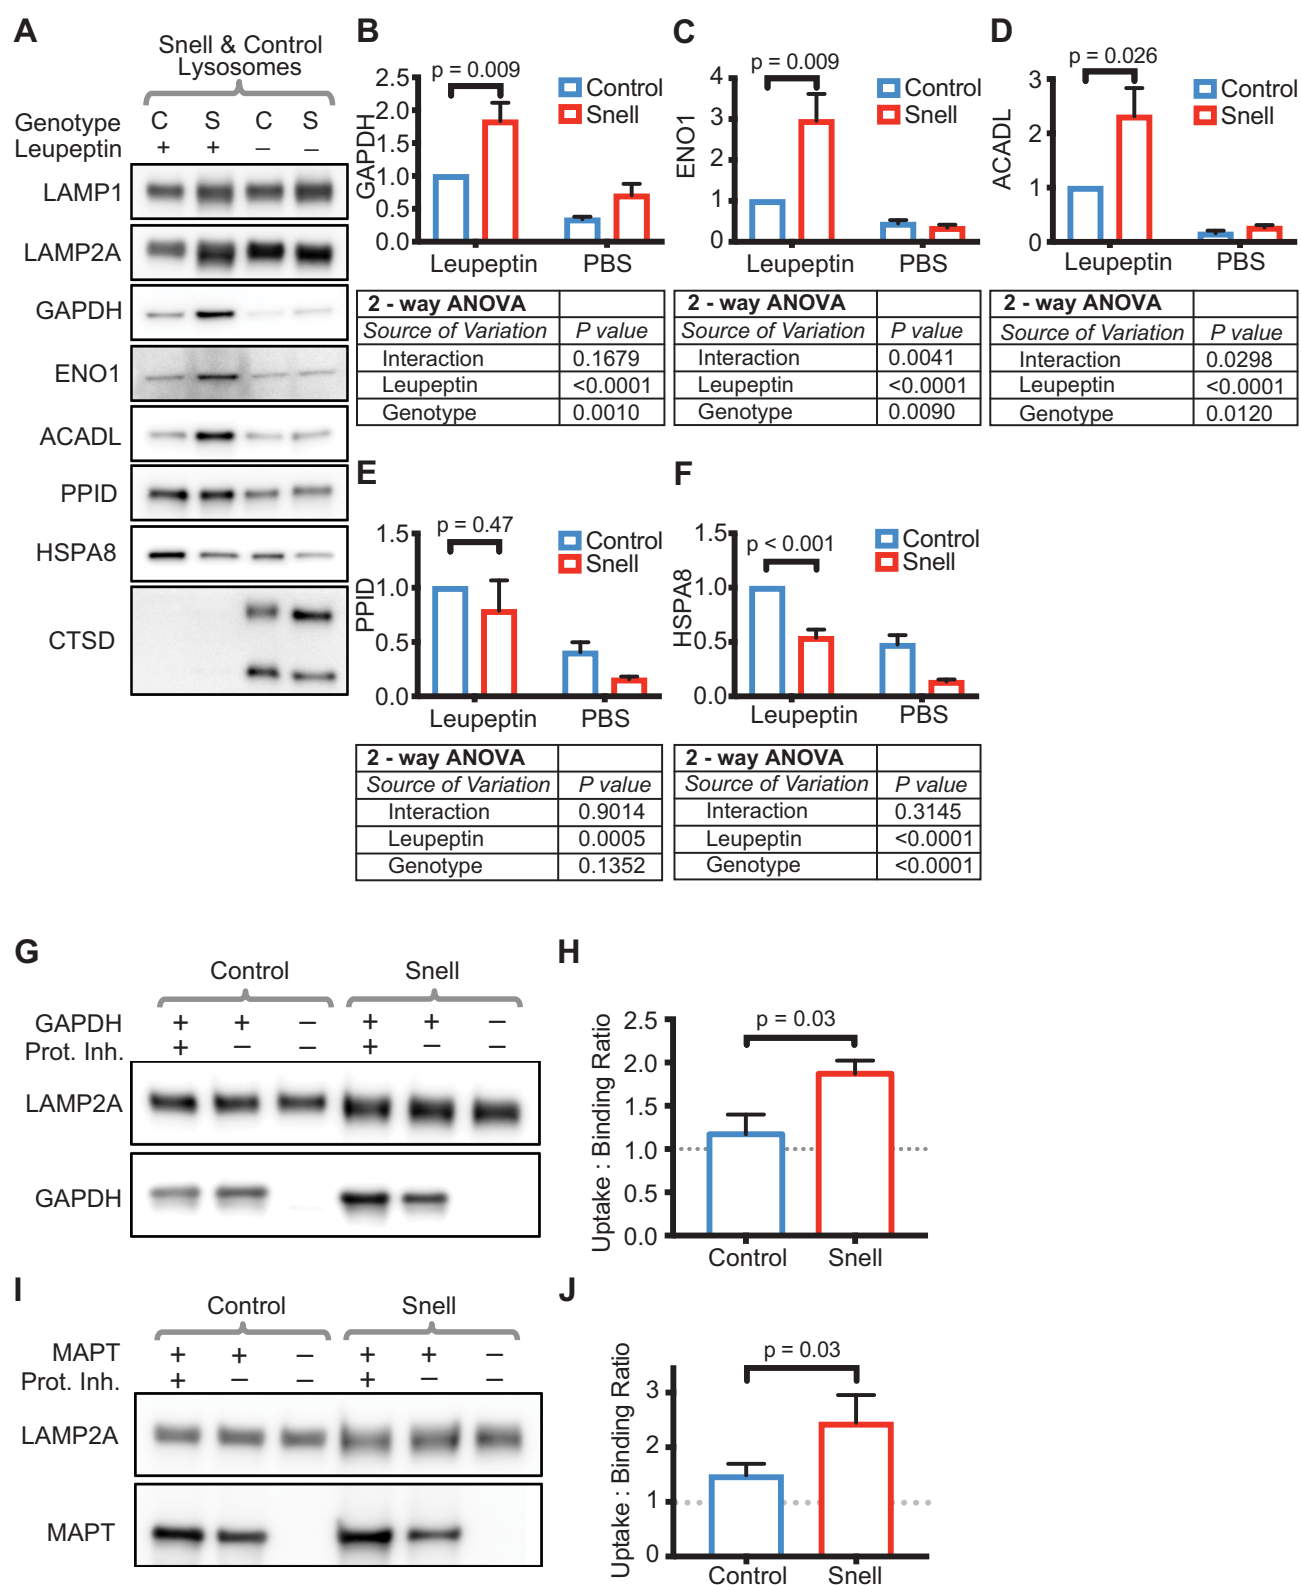 A
Snell & Control
Lysosomes
Genotype C S C S
Leupeptin + + – –
LAMP1
LAMP2A
GAPDH
ENO1
ACADL
PPID
HSPA8
CTSD
B
p = 0.009
Control
Snell
GAPDH
2.5
2.0
1.5
1.0
0.5
0.0
Leupeptin PBS
2 - way ANOVA
Source of Variation P value
Interaction 0.1679
Leupeptin <0.0001
Genotype 0.0010
C
p = 0.009
Control
Snell
ENO1
4
3
2
1
0
Leupeptin PBS
2 - way ANOVA
Source of Variation P value
Interaction 0.0041
Leupeptin <0.0001
Genotype 0.0090
D
p = 0.026
Control
Snell
ACADL
3
2
1
0
Leupeptin PBS
2 - way ANOVA
Source of Variation P value
Interaction 0.0298
Leupeptin <0.0001
Genotype 0.0120
E
p = 0.47
Control
Snell
PPID
1.5
1.0
0.5
0.0
Leupeptin PBS
2 - way ANOVA
Source of Variation P value
Interaction 0.9014
Leupeptin 0.0005
Genotype 0.1352
F
p < 0.001
Control
Snell
HSPA8
1.5
1.0
0.5
0.0
Leupeptin PBS
2 - way ANOVA
Source of Variation P value
Interaction 0.3145
Leupeptin <0.0001
Genotype <0.0001
G
Control Snell
GAPDH + + – + + –
Prot. Inh. + – – + – –
LAMP2A
GAPDH
H
p = 0.03
Uptake : Binding Ratio
2.5
2.0
1.5
1.0
0.5
0.0
Control Snell
I
Control Snell
MAPT + + – + + –
Prot. Inh. + – – + – –
LAMP2A
MAPT
J
p = 0.03
Uptake : Binding Ratio
3
2
1
0
Control Snell